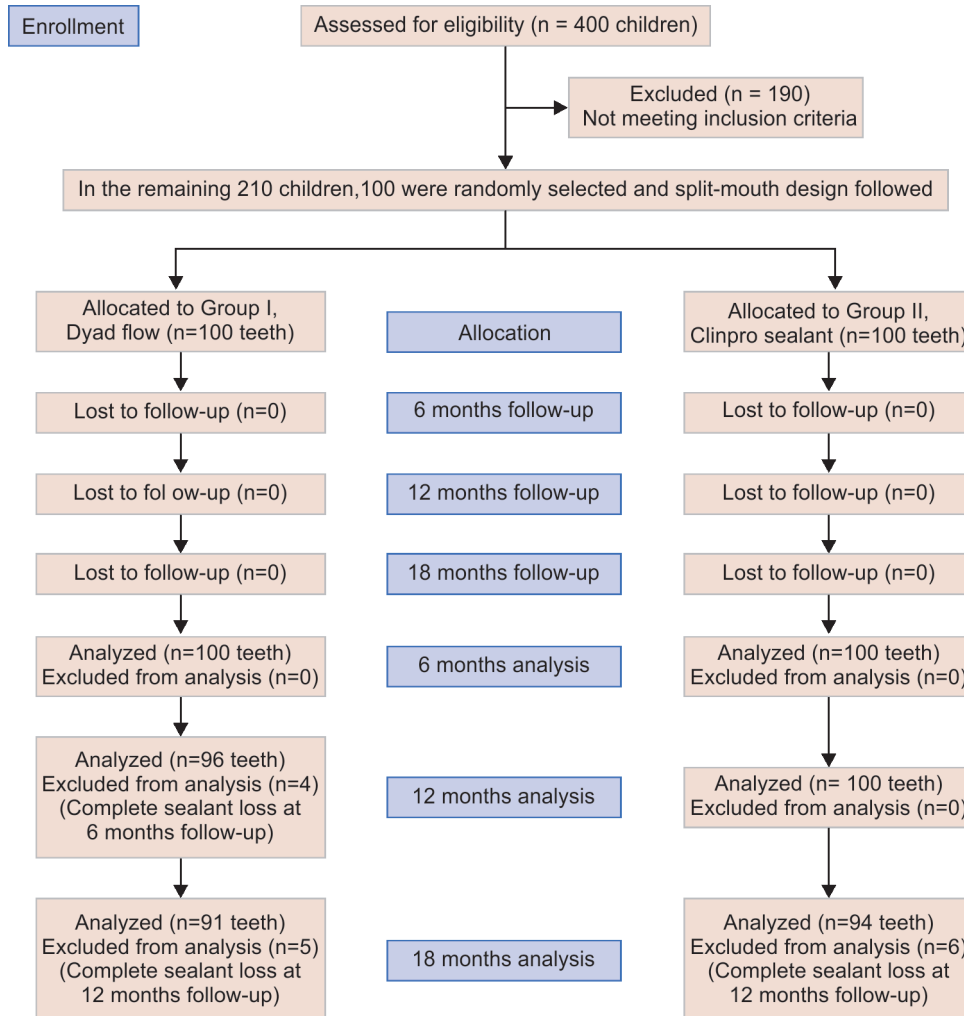 Enrollment
Assessed for eligibility (n = 400 children)
Excluded (n = 190)
Not meeting inclusion criteria
In the remaining 210 children,100 were randomly selected and split-mouth design followed
Allocated to Group I,
Dyad flow (n=100 teeth)
Allocation
Allocated to Group II,
Clinpro sealant (n=100 teeth)
Lost to follow-up (n=0)
6 months follow-up
Lost to follow-up (n=0)
Lost to fol ow-up (n=0)
12 months follow-up
Lost to follow-up (n=0)
Lost to follow-up (n=0)
18 months follow-up
Lost to follow-up (n=0)
Analyzed (n=100 teeth)
Excluded from analysis (n=0)
6 months analysis
Analyzed (n=100 teeth)
Excluded from analysis (n=0)
Analyzed (n=96 teeth)
Excluded from analysis (n=4)
(Complete sealant loss at
6 months follow-up)
12 months analysis
Analyzed (n= 100 teeth)
Excluded from analysis (n=0)
Analyzed (n=91 teeth)
Excluded from analysis (n=5)
(Complete sealant loss at
12 months follow-up)
18 months analysis
Analyzed (n=94 teeth)
Excluded from analysis (n=6)
(Complete sealant loss at
12 months follow-up)